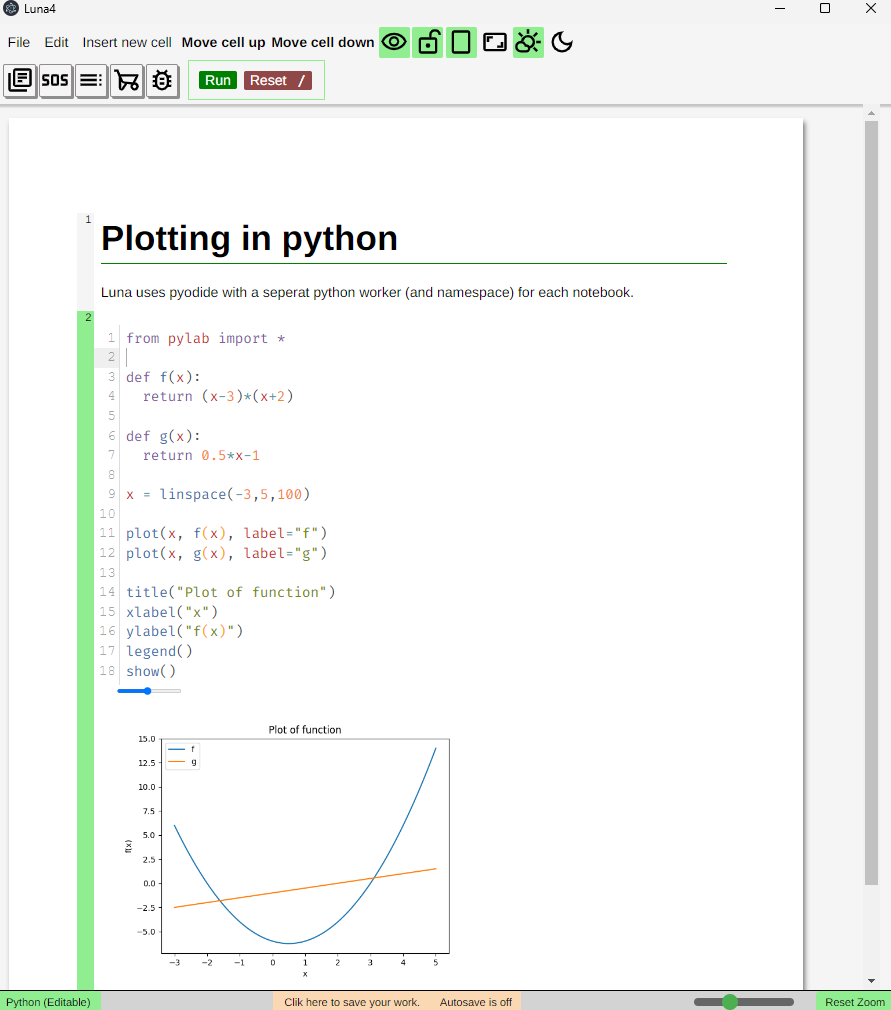 Luna4
File Edit Insert new cell Move cell up Move cell down
SOS Run Reset /
1
Plotting in python
Luna uses pyodide with a seperat python worker (and namespace) for each notebook.
2
1 from pylab import *
2
3 def f(x):
4 return (x-3)*(x+2)
5
6 def g(x):
7 return 0.5*x-1
8
9 x = linspace(-3,5,100)
10
11 plot(x, f(x), label="f")
12 plot(x, g(x), label="g")
13
14 title("Plot of function")
15 xlabel("x")
16 ylabel("f(x)")
17 legend()
18 show()
Plot of function
15.0
12.5
10.0
7.5
5.0
2.5
0.0
−2.5
−5.0
f(x)
f
g
−3 −2 −1 0 1 2 3 4 5
x
Python (Editable) Clik here to save your work. Autosave is off Reset Zoom